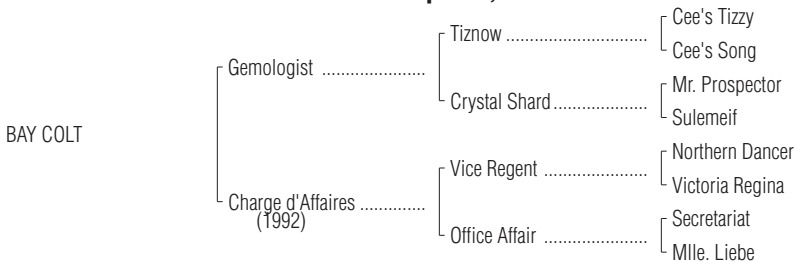 Cee's Tizzy
Tiznow ..............................
Cee's Song
Gemologist ......................
Mr. Prospector
Crystal Shard....................
Sulemeif
BAY COLT
Northern Dancer
Vice Regent ......................
Victoria Regina
Charge d'Affaires ..............
(1992)
Secretariat
Office Affair ......................
Mlle. Liebe